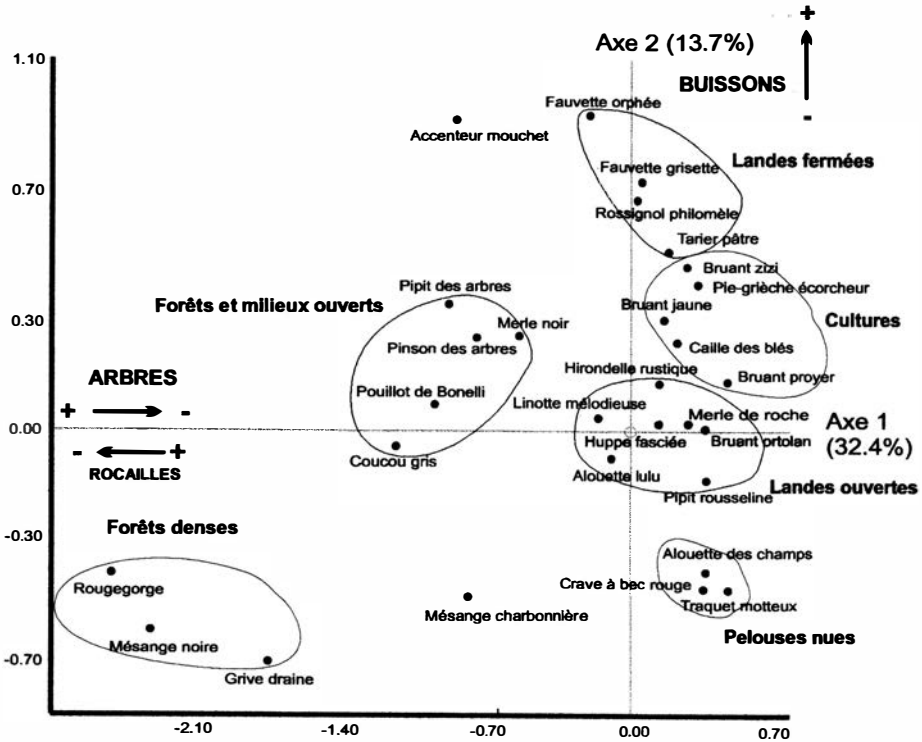 +
Axe 2 (13.7%)
1.10
BUISSONS
-
Fauvette orphée
Accenteur mouchet
Landes fermées
Fauvette grisette
0.70
Rossignol philomèle
Tarier pâtre
Bruant zizi
Pie-grièche écorcheur
Pipit des arbres
Forêts et milieux ouverts
Bruant jaune
0.30
Merle noir
Cultures
Pinson des arbres
Caille des blés
Hirondelle rustique
ARBRES
Bruant proyer
Pouillot de Bonelli
Linotte mélodieuse
+ -
Merle de roche
Axe 1
0.00
Huppe fasciée
Bruant ortolan
(32.4%)
- +
ROCAILLES
Coucou gris
Alouette lulu
Pipit rousseline
Landes ouvertes
Forêts denses
-0.30
Alouette des champs
Rougegorge
Crave à bec rouge
Mésange charbonnière
Traquet motteux
Mésange noire
Pelouses nues
-0.70
Grive draine
-2.10 -1.40 -0.70 0.00 0.70